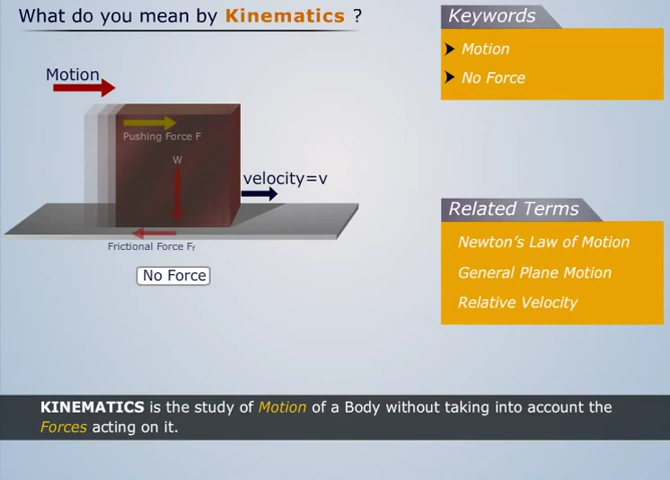 What do you mean by Kinematics ?
Keywords
Motion
No Force
Motion
Pushing Force F
W
velocity=v
Frictional Force Ff
No Force
Related Terms
Newton's Law of Motion
General Plane Motion
Relative Velocity
KINEMATICS is the study of Motion of a Body without taking into account the
Forces acting on it.